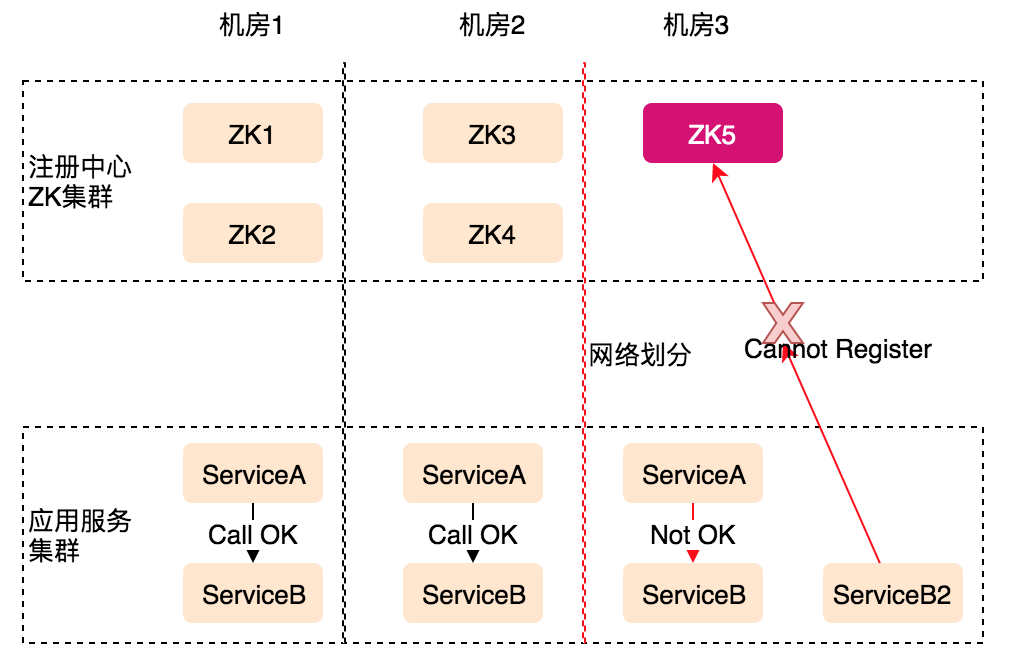 机房1
机房2
机房3
ZK1
ZK3
ZK5
注册中心
ZK集群
ZK2
ZK4
网络划分
Cannot Register
ServiceA
ServiceA
ServiceA
应用服务
集群
Call OK
Call OK
Not OK
ServiceB
ServiceB
ServiceB
ServiceB2